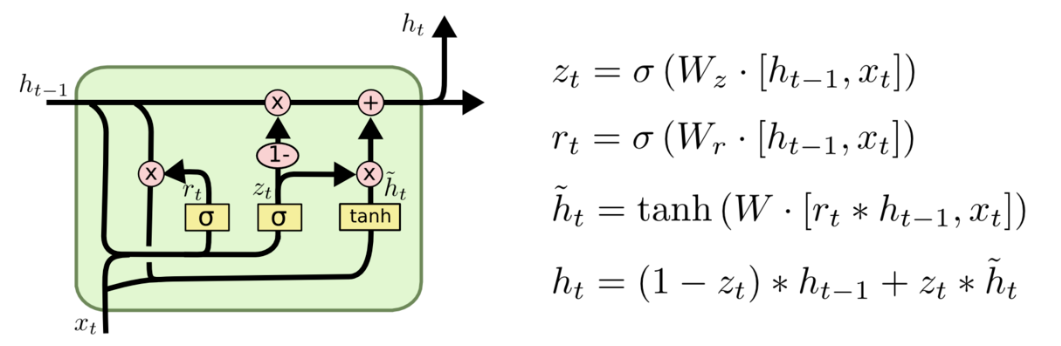 h_t
h_{t-1}
x
+
1-
x
r_t
z_t
x
h̃_t
σ
σ
tanh
x_t
z_t = σ (W_z · [h_{t-1}, x_t])
r_t = σ (W_r · [h_{t-1}, x_t])
h̃_t = tanh (W · [r_t * h_{t-1}, x_t])
h_t = (1 − z_t) * h_{t-1} + z_t * h̃_t